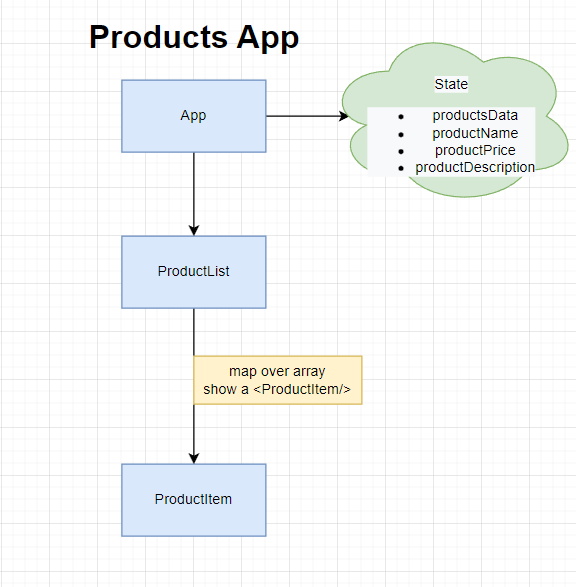 Products App
App
State
• productsData
• productName
• productPrice
• productDescription
ProductList
map over array
show a <ProductItem/>
ProductItem